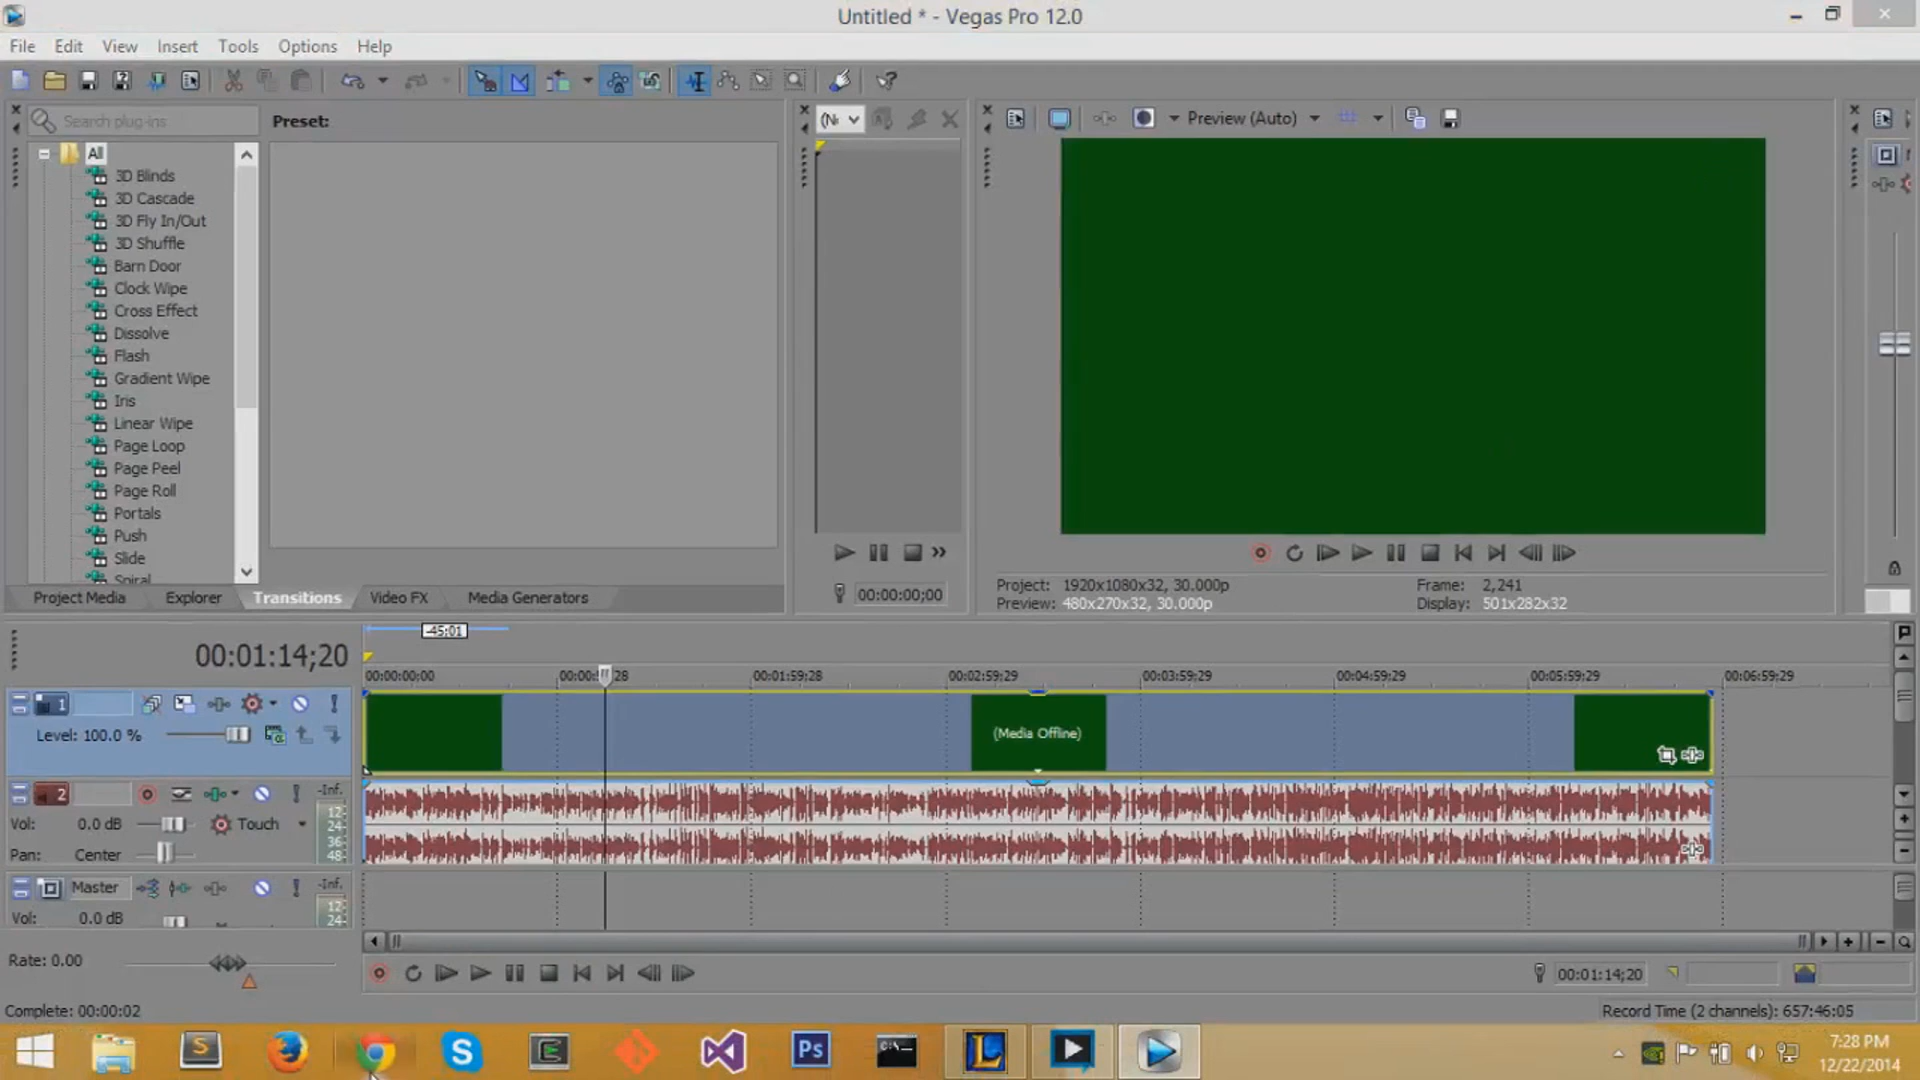 Untitled * - Vegas Pro 12.0
File Edit View Insert Tools Options Help
Search plug-ins
Preset:
Preview (Auto)
All
3D Blinds
3D Cascade
3D Fly In/Out
3D Shuffle
Barn Door
Clock Wipe
Cross Effect
Dissolve
Flash
Gradient Wipe
Iris
Linear Wipe
Page Loop
Page Peel
Page Roll
Portals
Push
Slide
Spiral
Project Media Explorer Transitions Video FX Media Generators
00:00:00;00
Project: 1920x1080x32, 30.000p
Preview: 480x270x32, 30.000p
Frame: 2,241
Display: 501x282x32
-45:01
00:01:14;20
00:00:00;00 00:01:59;28 00:02:59;29 00:03:59;29 00:04:59;29 00:05:59;29 00:06:59;29
1
Level: 100.0 %
(Media Offline)
2
Vol: 0.0 dB Touch
Pan: Center
-Inf.
12-
24-
36-
48-
Master
Vol: 0.0 dB
-Inf.
12-
24-
Rate: 0.00
00:01:14;20
Complete: 00:00:02
Record Time (2 channels): 657:46:05
S
Ps
C:\
L
7:28 PM
12/22/2014